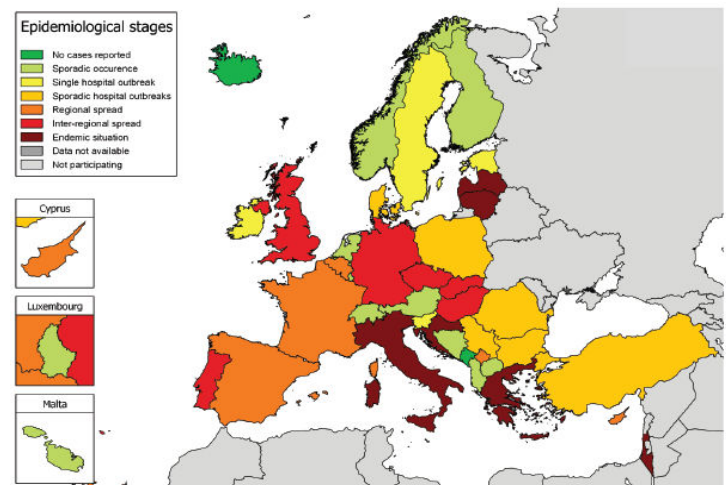 Epidemiological stages
No cases reported
Sporadic occurence
Single hospital outbreak
Sporadic hospital outbreaks
Regional spread
Inter-regional spread
Endemic situation
Data not available
Not participating
Cyprus
Luxembourg
Malta